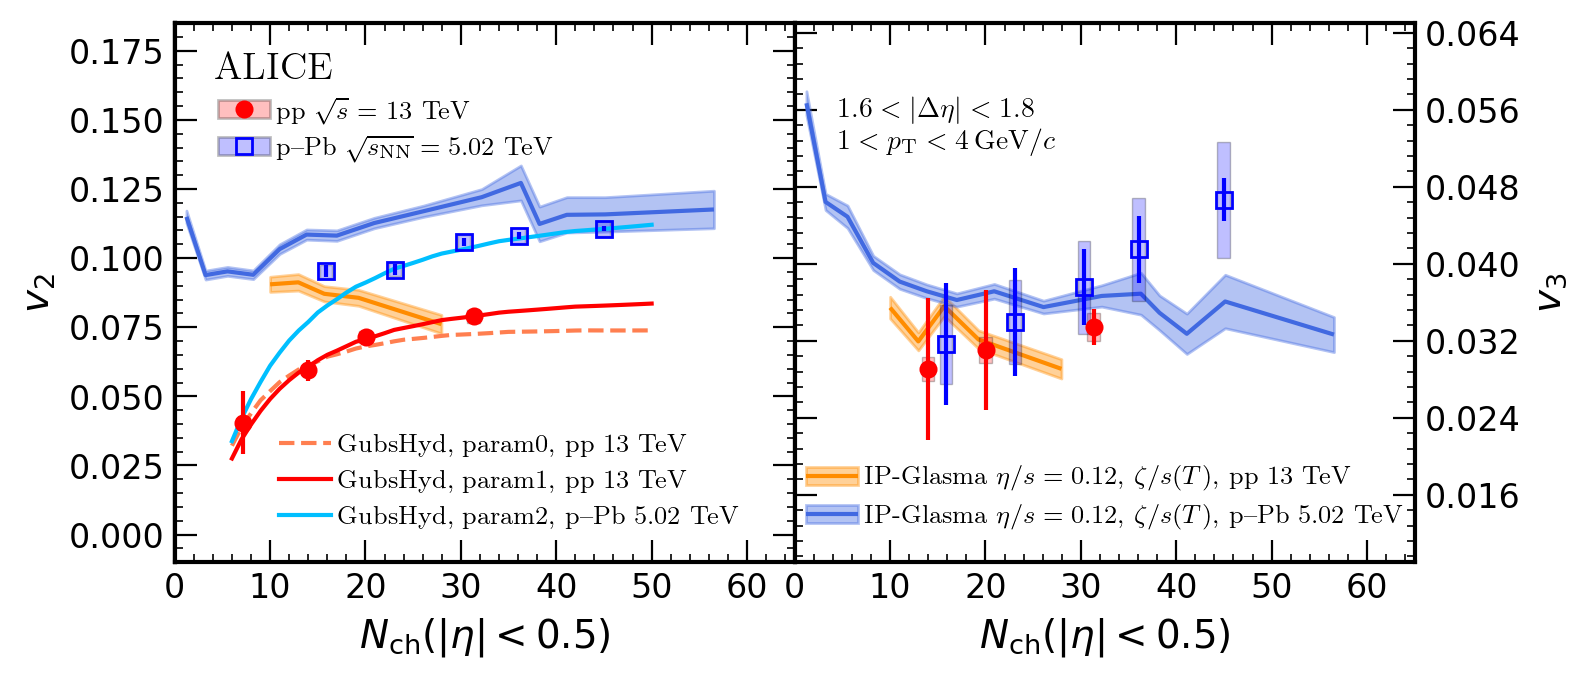 ALICE
pp √s = 13 TeV
p–Pb √sNN = 5.02 TeV
GubsHyd, param0, pp 13 TeV
GubsHyd, param1, pp 13 TeV
GubsHyd, param2, p–Pb 5.02 TeV
v2
0.175
0.150
0.125
0.100
0.075
0.050
0.025
0.000
0 10 20 30 40 50 60
Nch(|η| < 0.5)
1.6 < |Δη| < 1.8
1 < pT < 4 GeV/c
IP-Glasma η/s = 0.12, ζ/s(T), pp 13 TeV
IP-Glasma η/s = 0.12, ζ/s(T), p–Pb 5.02 TeV
0.064
0.056
0.048
0.040
0.032
0.024
0.016
v3
0 10 20 30 40 50 60
Nch(|η| < 0.5)